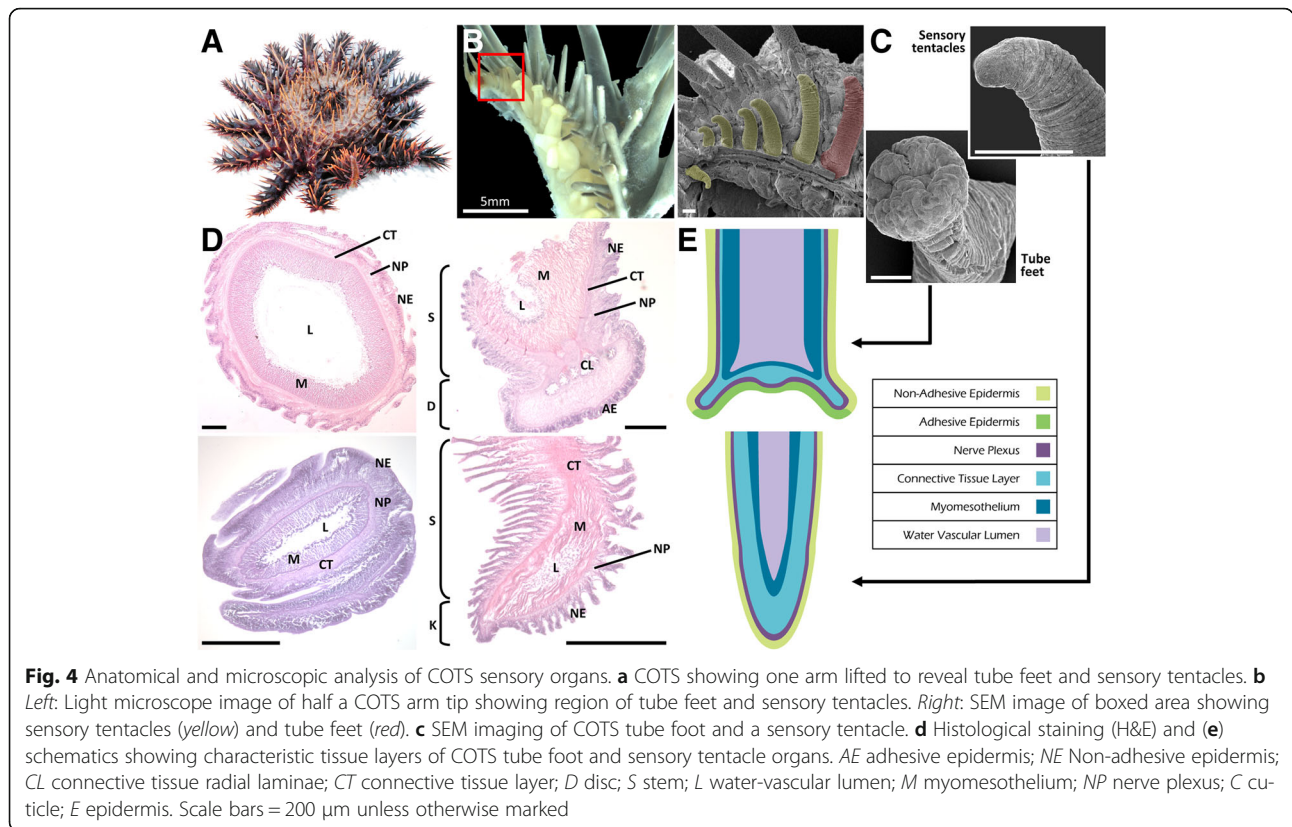 A
B
5mm
C
Sensory
tentacles
Tube
feet
D
CT
NP
NE
L
M
S
D
NE
M
CT
L
NP
CL
AE
E
NE
NP
L
M
CT
S
K
CT
M
NP
L
NE
Non-Adhesive Epidermis
Adhesive Epidermis
Nerve Plexus
Connective Tissue Layer
Myomesothelium
Water Vascular Lumen
Fig. 4 Anatomical and microscopic analysis of COTS sensory organs. a COTS showing one arm lifted to reveal tube feet and sensory tentacles. b
Left: Light microscope image of half a COTS arm tip showing region of tube feet and sensory tentacles. Right: SEM image of boxed area showing
sensory tentacles (yellow) and tube feet (red). c SEM imaging of COTS tube foot and a sensory tentacle. d Histological staining (H&E) and (e)
schematics showing characteristic tissue layers of COTS tube foot and sensory tentacle organs. AE adhesive epidermis; NE Non-adhesive epidermis;
CL connective tissue radial laminae; CT connective tissue layer; D disc; S stem; L water-vascular lumen; M myomesothelium; NP nerve plexus; C cu-
ticle; E epidermis. Scale bars = 200 μm unless otherwise marked